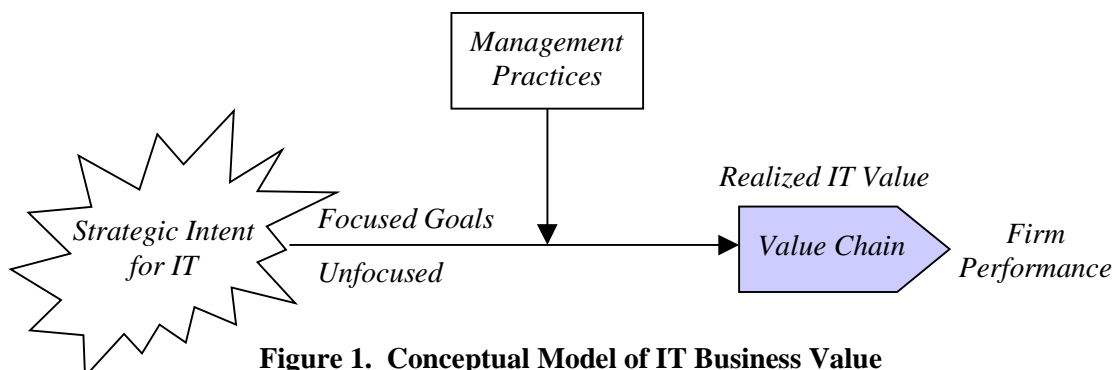 Management
Practices
Realized IT Value
Strategic Intent
for IT
Focused Goals
Unfocused
Value Chain
Firm
Performance
Figure 1.  Conceptual Model of IT Business Value